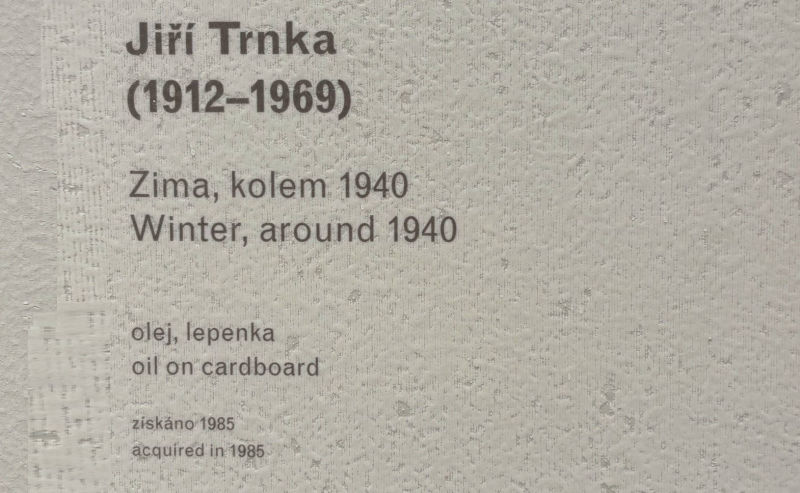 Jiří Trnka
(1912–1969)
Zima, kolem 1940
Winter, around 1940
olej, lepenka
oil on cardboard
získáno 1985
acquired in 1985